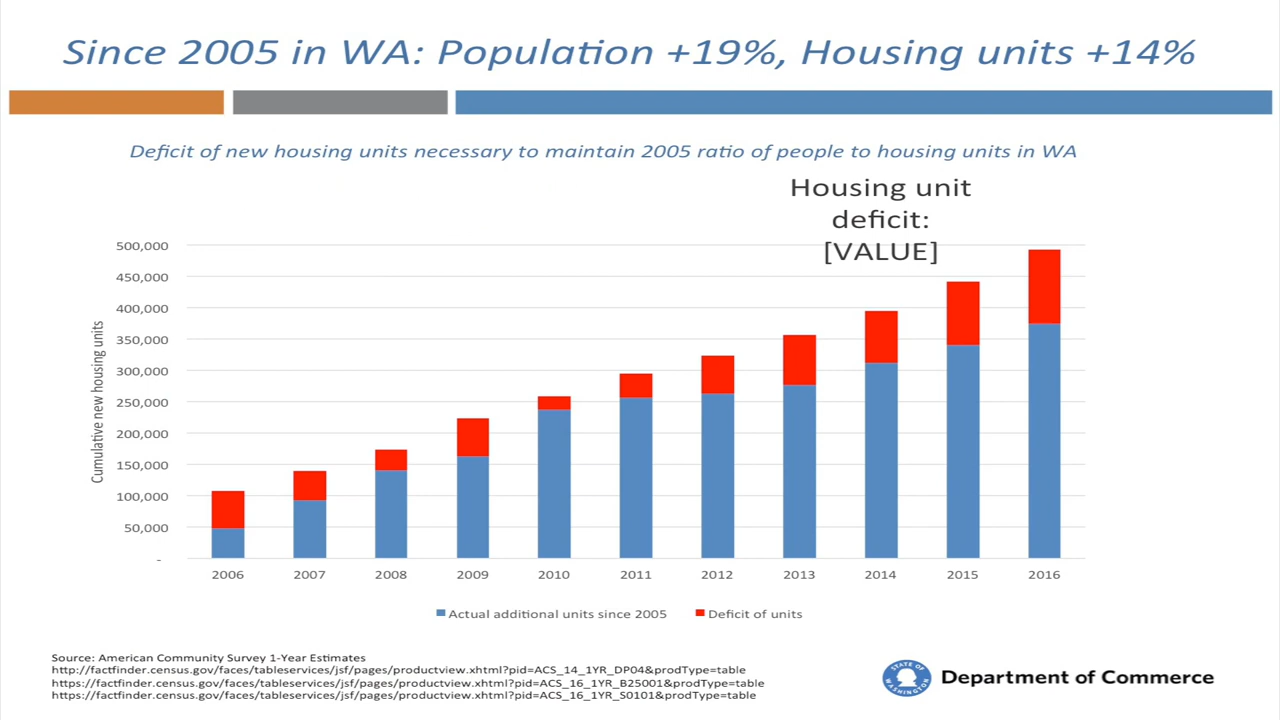 Since 2005 in WA: Population +19%, Housing units +14%
Deficit of new housing units necessary to maintain 2005 ratio of people to housing units in WA
Housing unit
deficit:
[VALUE]
Cumulative new housing units
500,000
450,000
400,000
350,000
300,000
250,000
200,000
150,000
100,000
50,000
-
2006 2007 2008 2009 2010 2011 2012 2013 2014 2015 2016
Actual additional units since 2005 Deficit of units
Source: American Community Survey 1-Year Estimates
http://factfinder.census.gov/faces/tableservices/jsf/pages/productview.xhtml?pid=ACS_14_1YR_DP04&prodType=table
https://factfinder.census.gov/faces/tableservices/jsf/pages/productview.xhtml?pid=ACS_16_1YR_B25001&prodType=table
https://factfinder.census.gov/faces/tableservices/jsf/pages/productview.xhtml?pid=ACS_16_1YR_S0101&prodType=table
STATE OF
WASHINGTON
Department of Commerce